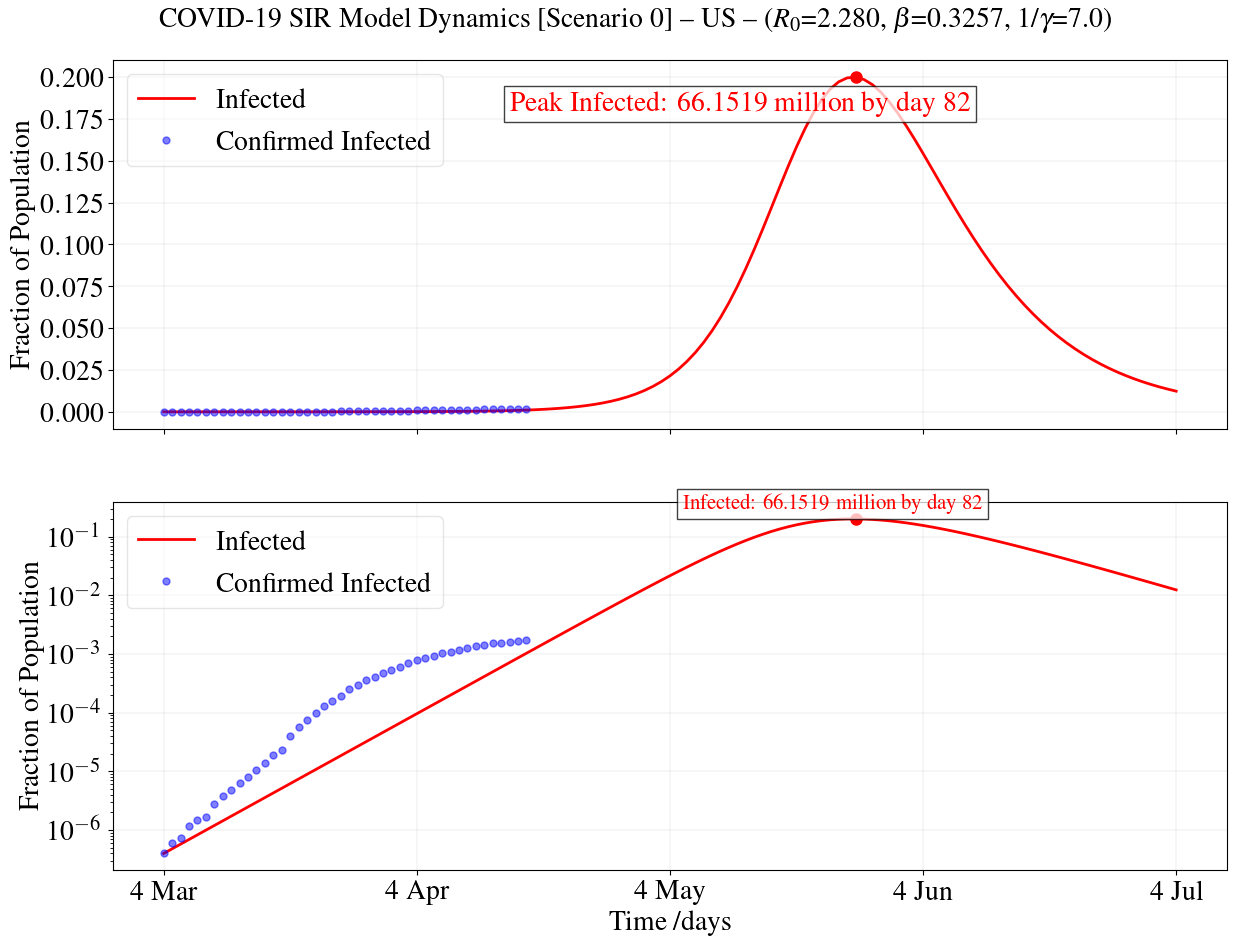 COVID-19 SIR Model Dynamics [Scenario 0] – US – (R₀=2.280, β=0.3257, 1/γ=7.0)
0.200
0.175
0.150
0.125
0.100
0.075
0.050
0.025
0.000
Fraction of Population
Infected
Confirmed Infected
Peak Infected: 66.1519 million by day 82
10⁻¹
10⁻²
10⁻³
10⁻⁴
10⁻⁵
10⁻⁶
Fraction of Population
Infected
Confirmed Infected
Infected: 66.1519 million by day 82
4 Mar 4 Apr 4 May 4 Jun 4 Jul
Time /days